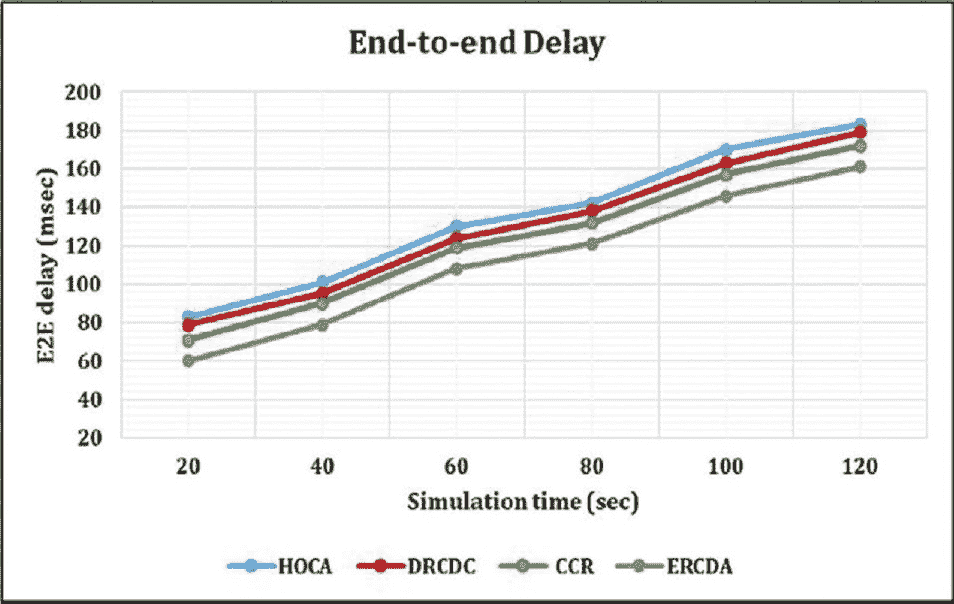 End-to-end Delay
200
180
160
140
120
100
80
60
40
20
E2E delay (msec)
20 40 60 80 100 120
Simulation time (sec)
HOCA DRCDC CCR ERCDA